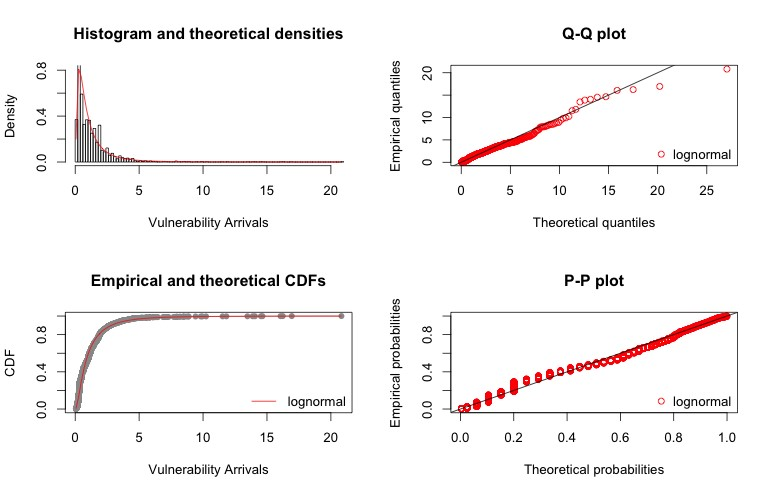 Histogram and theoretical densities
Density
0.0 0.4 0.8
0 5 10 15 20
Vulnerability Arrivals
Q-Q plot
Empirical quantiles
0 5 10 20
lognormal
0 5 10 15 20 25
Theoretical quantiles
Empirical and theoretical CDFs
CDF
0.0 0.4 0.8
lognormal
0 5 10 15 20
Vulnerability Arrivals
P-P plot
Empirical probabilities
0.0 0.4 0.8
lognormal
0.0 0.2 0.4 0.6 0.8 1.0
Theoretical probabilities